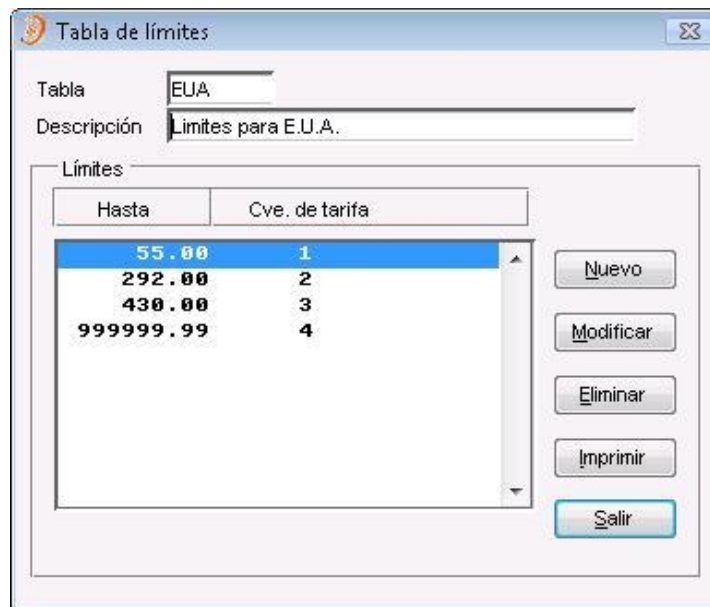 Tabla de límites
Tabla EUA
Descripción Limites para E.U.A.
Límites
Hasta Cve. de tarifa
55.00 1
292.00 2
430.00 3
999999.99 4
Nuevo
Modificar
Eliminar
Imprimir
Salir